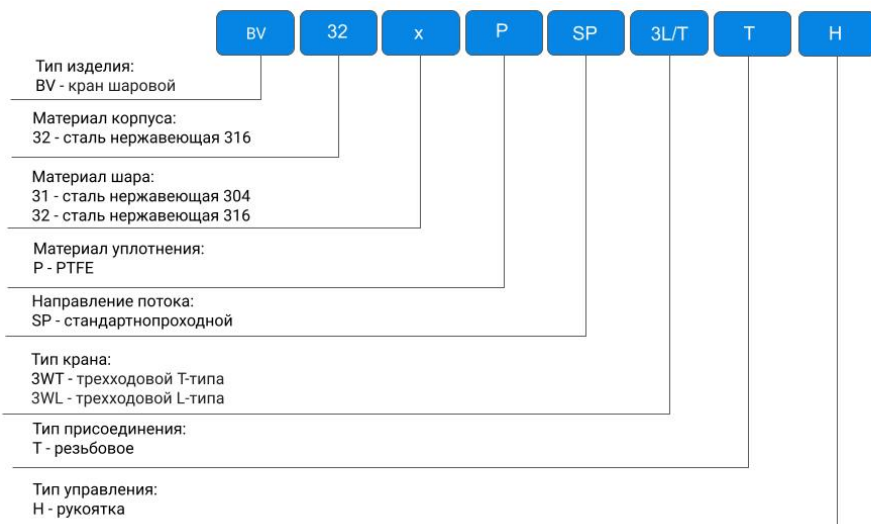 BV 32 x P SP 3L/T T H
Тип изделия:
BV - кран шаровой
Материал корпуса:
32 - сталь нержавеющая 316
Материал шара:
31 - сталь нержавеющая 304
32 - сталь нержавеющая 316
Материал уплотнения:
P - PTFE
Направление потока:
SP - стандартнопроходной
Тип крана:
3WT - трехходовой T-типа
3WL - трехходовой L-типа
Тип присоединения:
T - резьбовое
Тип управления:
H - рукоятка